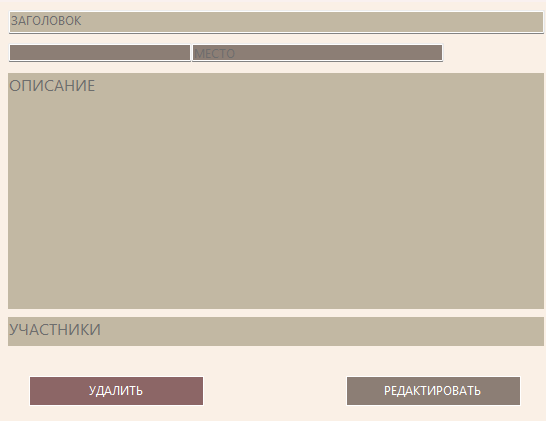 ЗАГОЛОВОК
МЕСТО
ОПИСАНИЕ
УЧАСТНИКИ
УДАЛИТЬ
РЕДАКТИРОВАТЬ